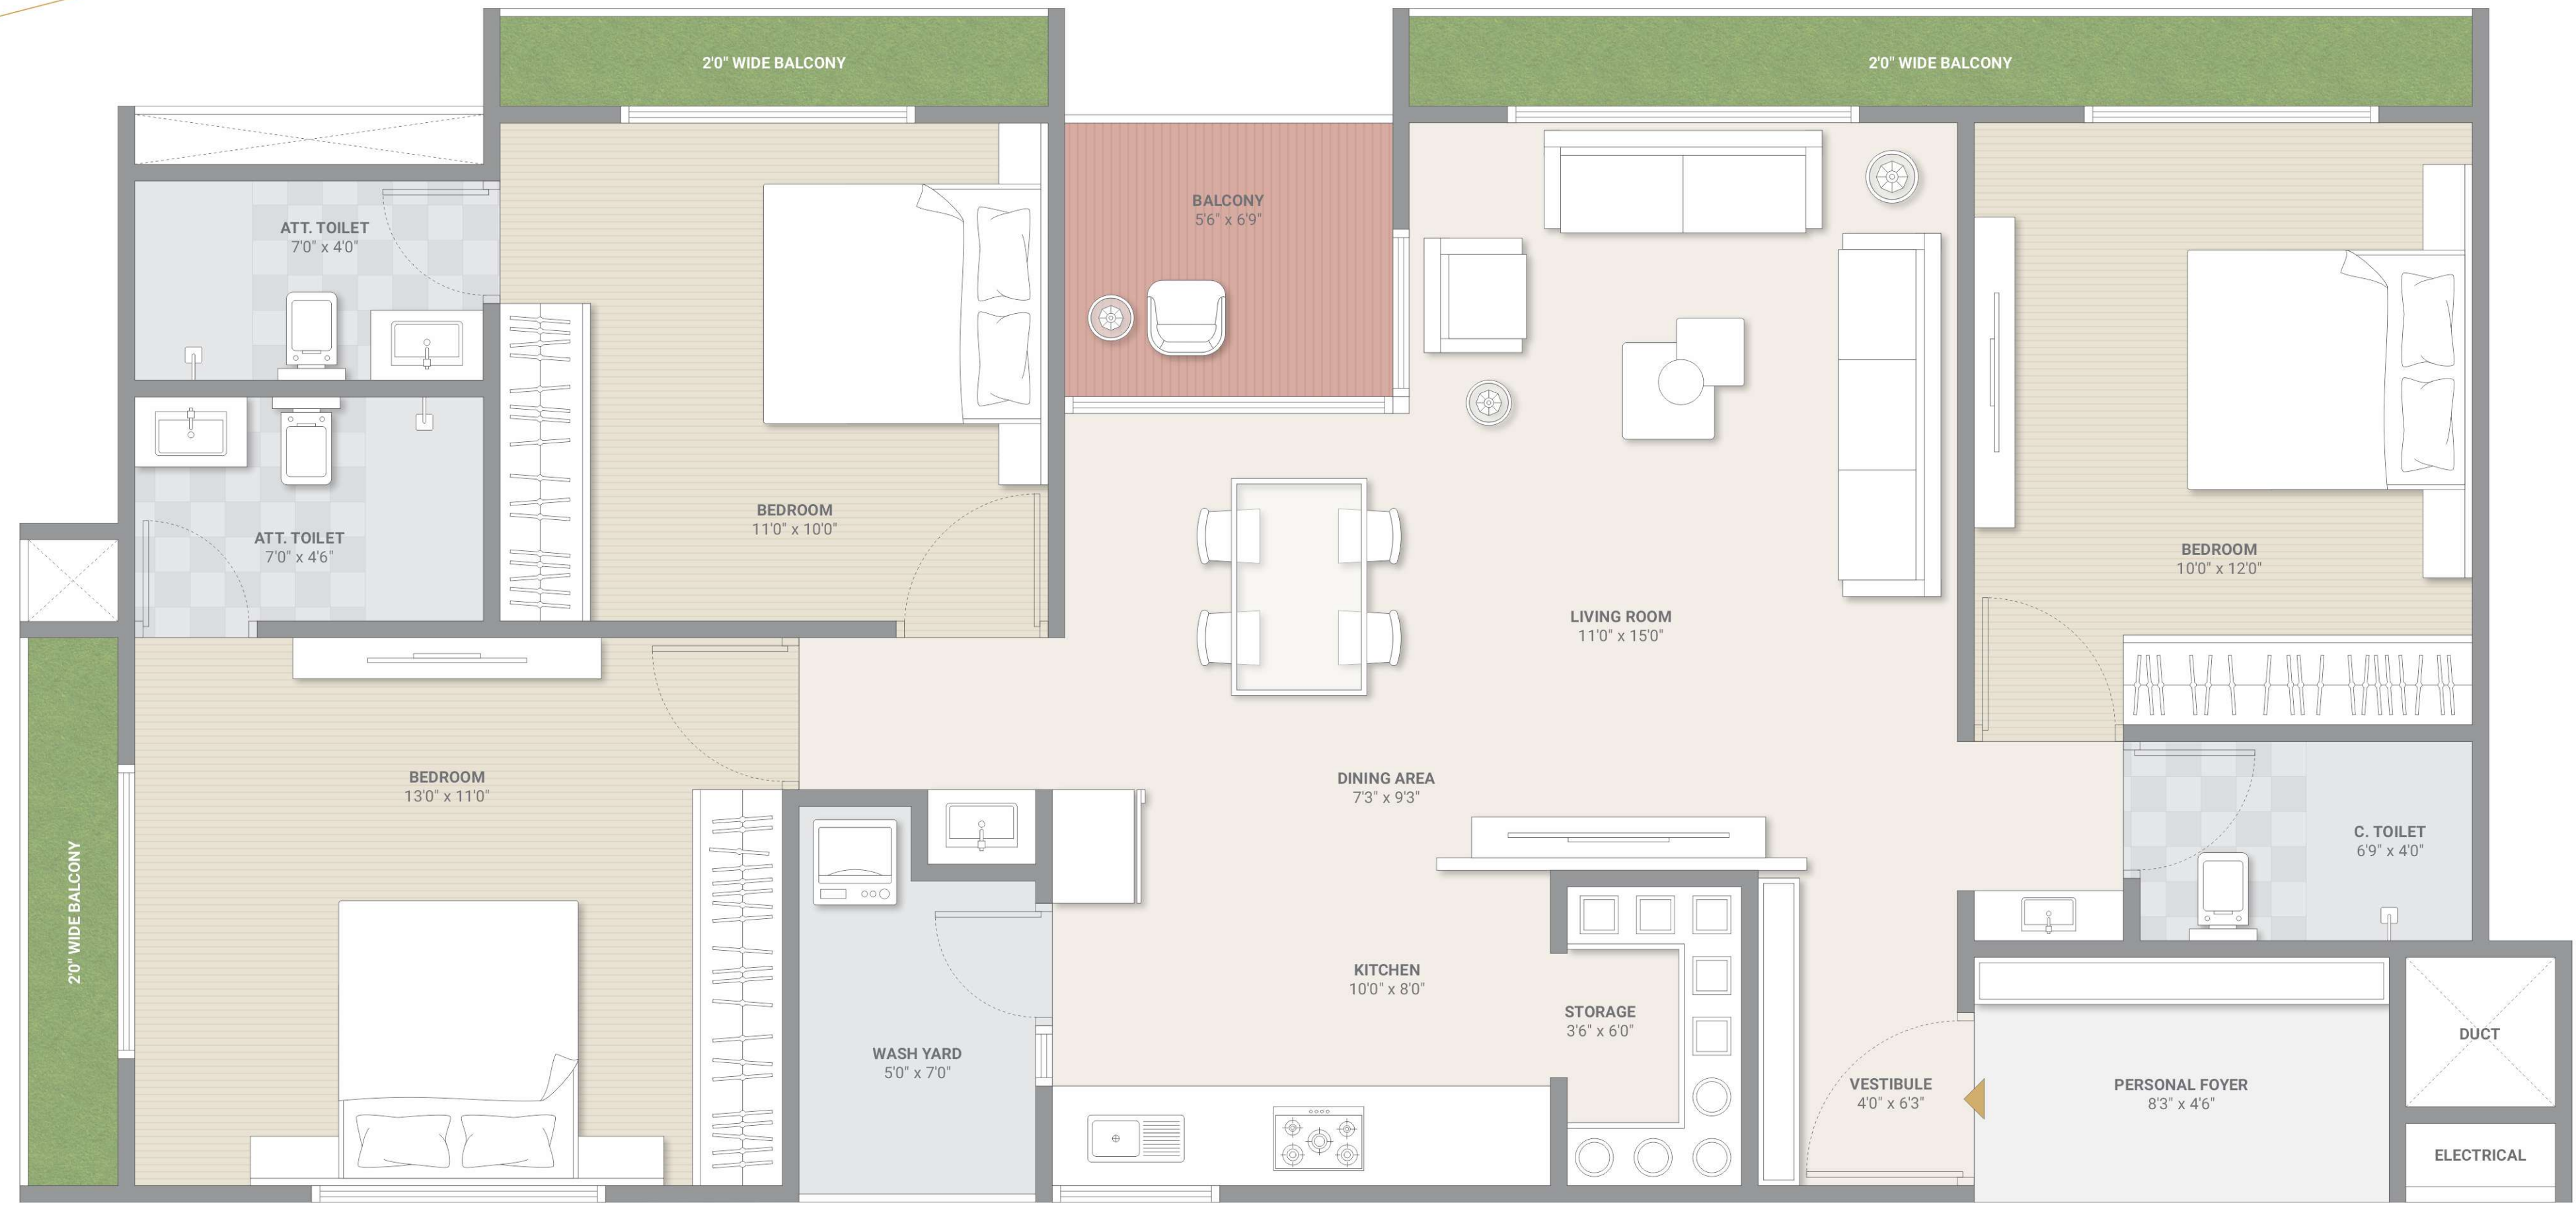 2'0" WIDE BALCONY
2'0" WIDE BALCONY
BALCONY
5'6" x 6'9"
ATT. TOILET
7'0" x 4'0"
BEDROOM
11'0" x 10'0"
ATT. TOILET
7'0" x 4'6"
BEDROOM
10'0" x 12'0"
LIVING ROOM
11'0" x 15'0"
BEDROOM
13'0" x 11'0"
DINING AREA
7'3" x 9'3"
C. TOILET
6'9" x 4'0"
2'0" WIDE BALCONY
KITCHEN
10'0" x 8'0"
STORAGE
3'6" x 6'0"
WASH YARD
5'0" x 7'0"
VESTIBULE
4'0" x 6'3"
PERSONAL FOYER
8'3" x 4'6"
DUCT
ELECTRICAL